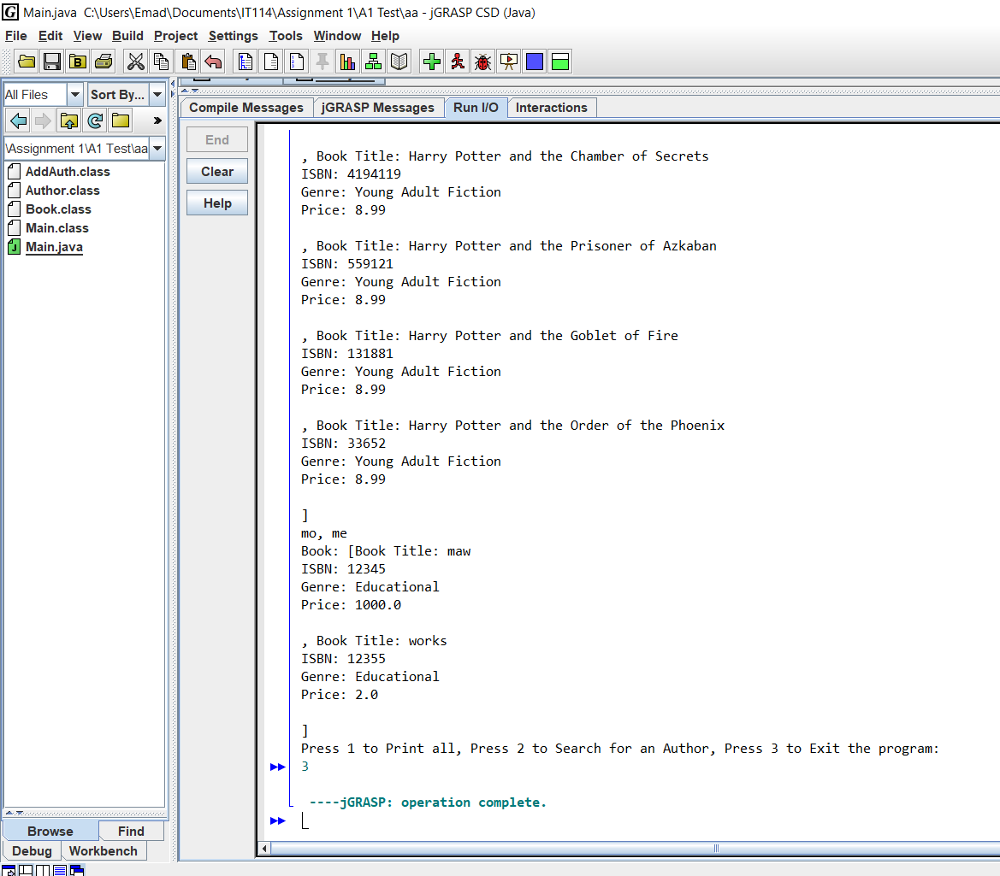 Main.java C:\Users\Emad\Documents\IT114\Assignment 1\A1 Test\aa - jGRASP CSD (Java)
File Edit View Build Project Settings Tools Window Help
All Files Sort By...
\Assignment 1\A1 Test\aa
AddAuth.class
Author.class
Book.class
Main.class
Main.java
Browse Find
Debug Workbench
Compile Messages jGRASP Messages Run I/O Interactions
End
Clear
Help
, Book Title: Harry Potter and the Chamber of Secrets
ISBN: 4194119
Genre: Young Adult Fiction
Price: 8.99
, Book Title: Harry Potter and the Prisoner of Azkaban
ISBN: 559121
Genre: Young Adult Fiction
Price: 8.99
, Book Title: Harry Potter and the Goblet of Fire
ISBN: 131881
Genre: Young Adult Fiction
Price: 8.99
, Book Title: Harry Potter and the Order of the Phoenix
ISBN: 33652
Genre: Young Adult Fiction
Price: 8.99
]
mo, me
Book: [Book Title: maw
ISBN: 12345
Genre: Educational
Price: 1000.0
, Book Title: works
ISBN: 12355
Genre: Educational
Price: 2.0
]
Press 1 to Print all, Press 2 to Search for an Author, Press 3 to Exit the program:
3
----jGRASP: operation complete.